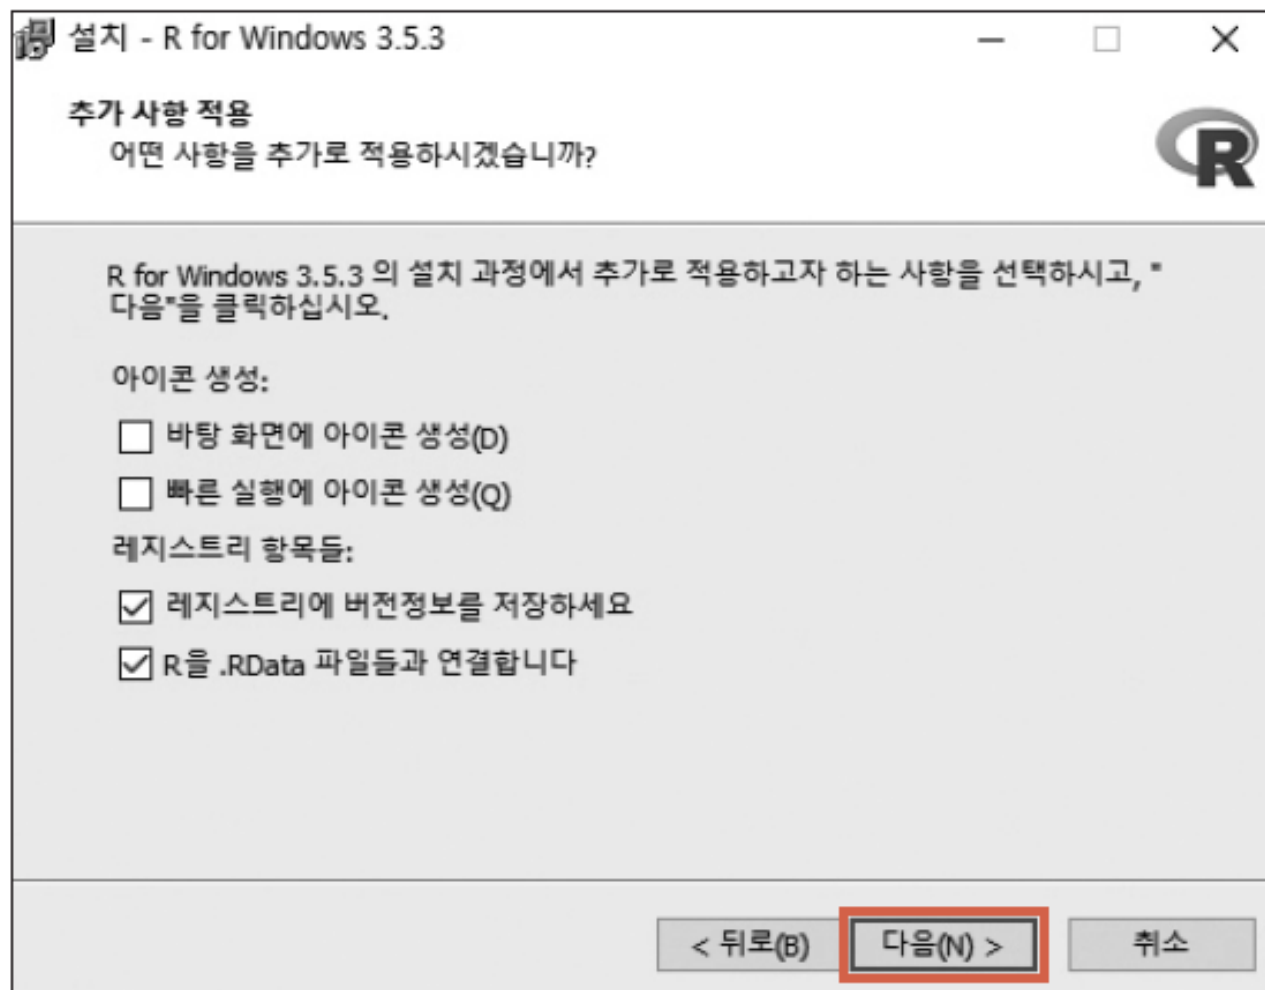 설치 - R for Windows 3.5.3
추가 사항 적용
어떤 사항을 추가로 적용하시겠습니까?
R
R for Windows 3.5.3 의 설치 과정에서 추가로 적용하고자 하는 사항을 선택하시고, "
다음"을 클릭하십시오.
아이콘 생성:
바탕 화면에 아이콘 생성(D)
빠른 실행에 아이콘 생성(Q)
레지스트리 항목들:
레지스트리에 버전정보를 저장하세요
R을 .RData 파일들과 연결합니다
< 뒤로(B)
다음(N) >
취소